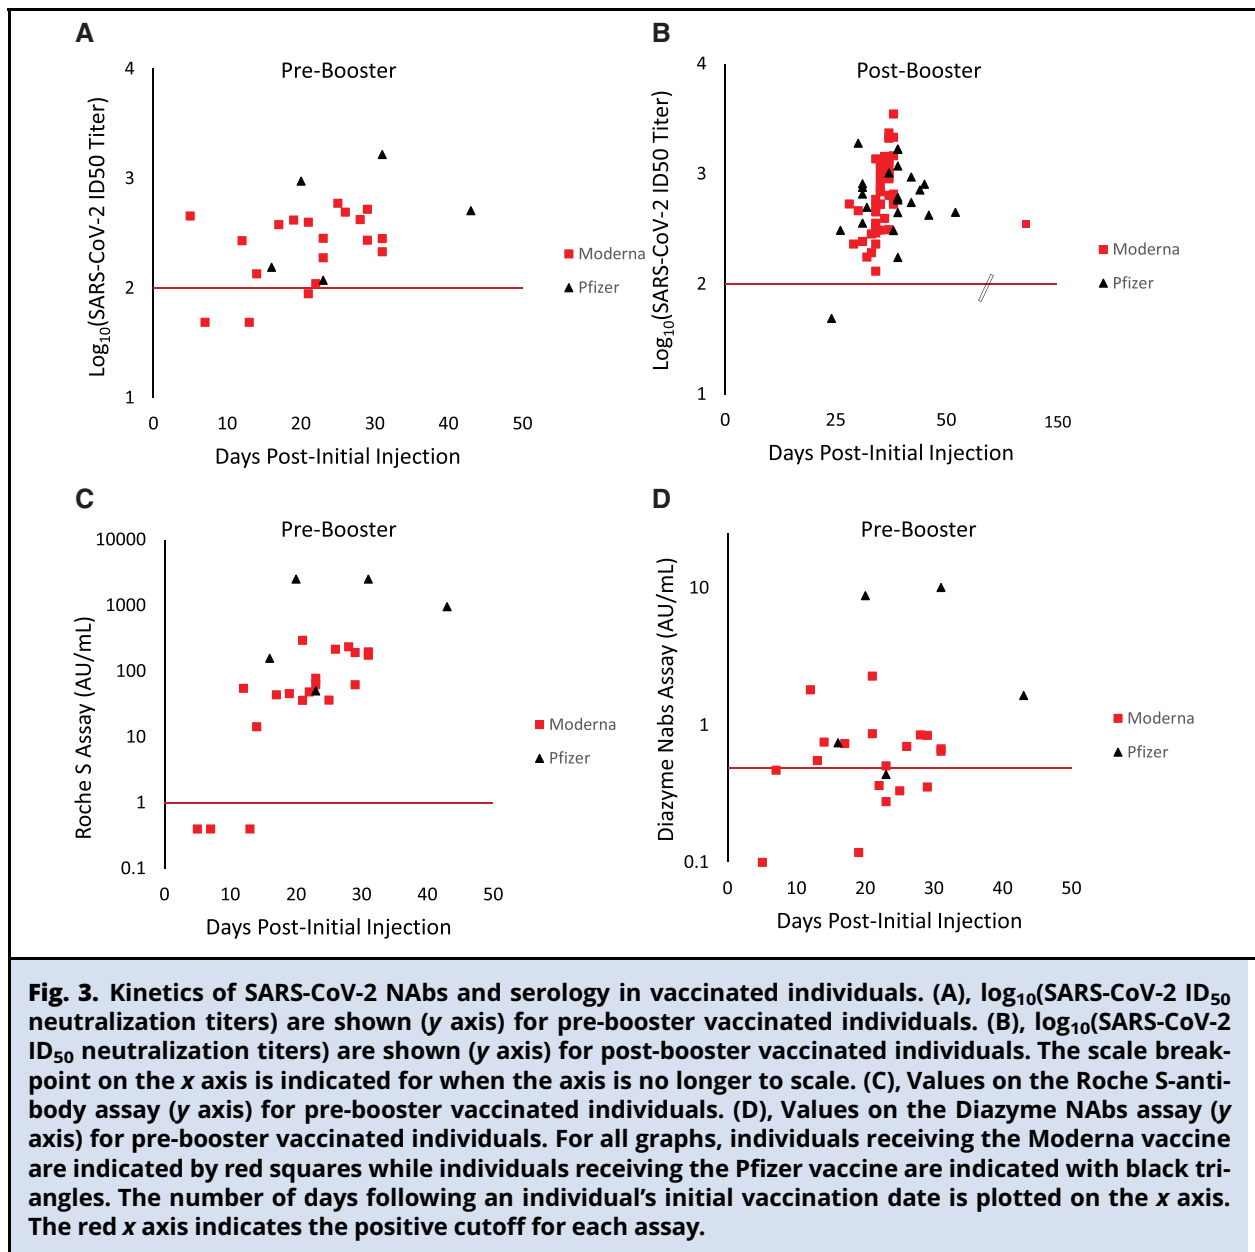 A
Pre-Booster
Log10(SARS-CoV-2 ID50 Titer)
4
3
2
1
0
10
20
30
40
50
Days Post-Initial Injection
Moderna
Pfizer
B
Post-Booster
Log10(SARS-CoV-2 ID50 Titer)
4
3
2
1
0
25
50
150
Days Post-Initial Injection
Moderna
Pfizer
C
Pre-Booster
Roche S Assay (AU/mL)
10000
1000
100
10
1
0.1
0
10
20
30
40
50
Days Post-Initial Injection
Moderna
Pfizer
D
Pre-Booster
Diazyme Nabs Assay (AU/mL)
10
1
0.1
0
10
20
30
40
50
Days Post-Initial Injection
Moderna
Pfizer
Fig. 3. Kinetics of SARS-CoV-2 NAbs and serology in vaccinated individuals. (A), log10(SARS-CoV-2 ID50
neutralization titers) are shown (y axis) for pre-booster vaccinated individuals. (B), log10(SARS-CoV-2
ID50 neutralization titers) are shown (y axis) for post-booster vaccinated individuals. The scale break-
point on the x axis is indicated for when the axis is no longer to scale. (C), Values on the Roche S-anti-
body assay (y axis) for pre-booster vaccinated individuals. (D), Values on the Diazyme NAbs assay (y
axis) for pre-booster vaccinated individuals. For all graphs, individuals receiving the Moderna vaccine
are indicated by red squares while individuals receiving the Pfizer vaccine are indicated with black tri-
angles. The number of days following an individual's initial vaccination date is plotted on the x axis.
The red x axis indicates the positive cutoff for each assay.